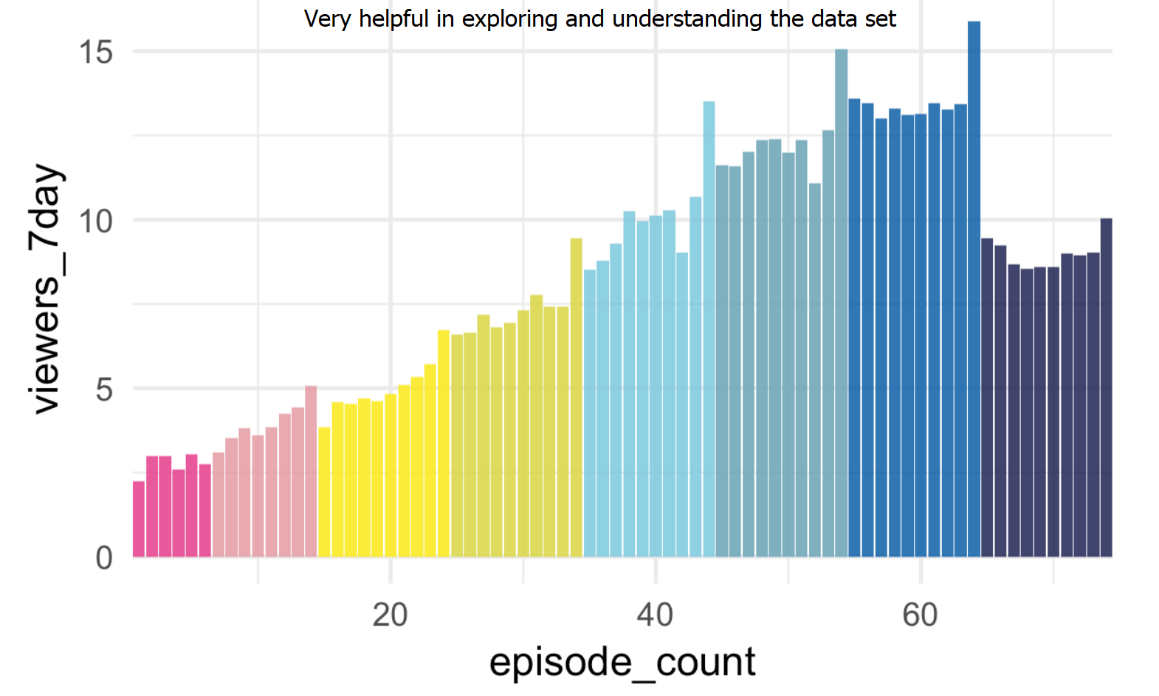 Very helpful in exploring and understanding the data set
15
10
5
0
viewers_7day
20 40 60
episode_count